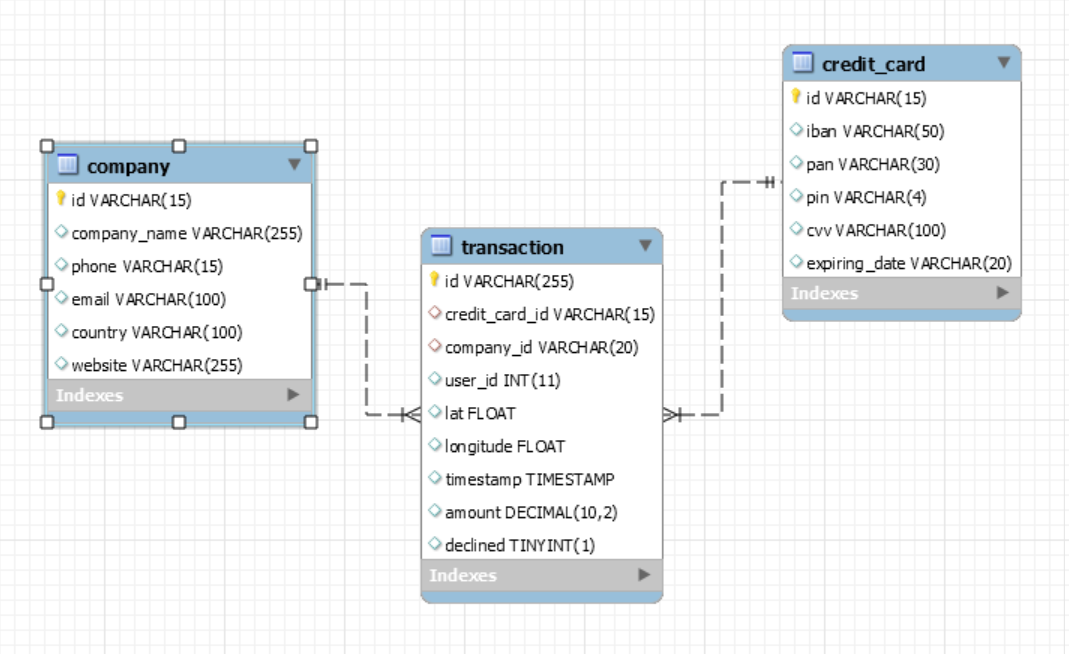 company
id VARCHAR(15)
company_name VARCHAR(255)
phone VARCHAR(15)
email VARCHAR(100)
country VARCHAR(100)
website VARCHAR(255)
Indexes
transaction
id VARCHAR(255)
credit_card_id VARCHAR(15)
company_id VARCHAR(20)
user_id INT(11)
lat FLOAT
longitude FLOAT
timestamp TIMESTAMP
amount DECIMAL(10,2)
declined TINYINT(1)
Indexes
credit_card
id VARCHAR(15)
iban VARCHAR(50)
pan VARCHAR(30)
pin VARCHAR(4)
cvv VARCHAR(100)
expiring_date VARCHAR(20)
Indexes